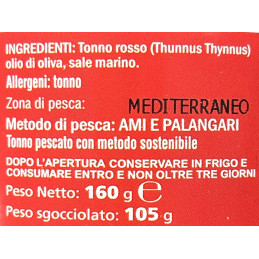 INGREDIENTI: Tonno rosso (Thunnus Thynnus)
olio di oliva, sale marino.
Allergeni: tonno
Zona di pesca: MEDITERRANEO
Metodo di pesca: AMI E PALANGARI
Tonno pescato con metodo sostenibile
DOPO L'APERTURA CONSERVARE IN FRIGO E
CONSUMARE ENTRO E NON OLTRE TRE GIORNI
Peso Netto: 160 g ℮
Peso sgocciolato: 105 g